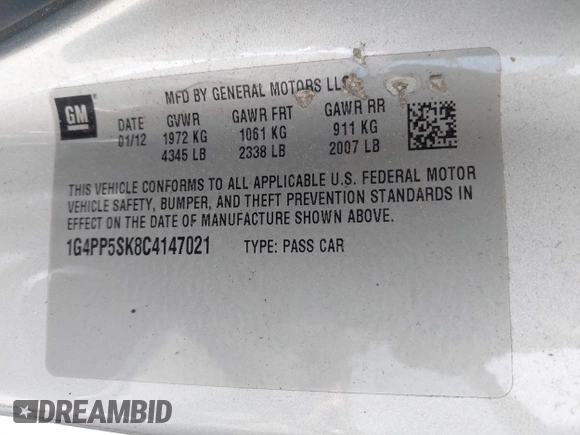 MFD BY GENERAL MOTORS LLC
GM
DATE GVWR GAWR FRT GAWR RR
01/12 1972 KG 1061 KG 911 KG
4345 LB 2338 LB 2007 LB
THIS VEHICLE CONFORMS TO ALL APPLICABLE U.S. FEDERAL MOTOR
VEHICLE SAFETY, BUMPER, AND THEFT PREVENTION STANDARDS IN
EFFECT ON THE DATE OF MANUFACTURE SHOWN ABOVE.
1G4PP5SK8C4147021 TYPE: PASS CAR
DREAMBID